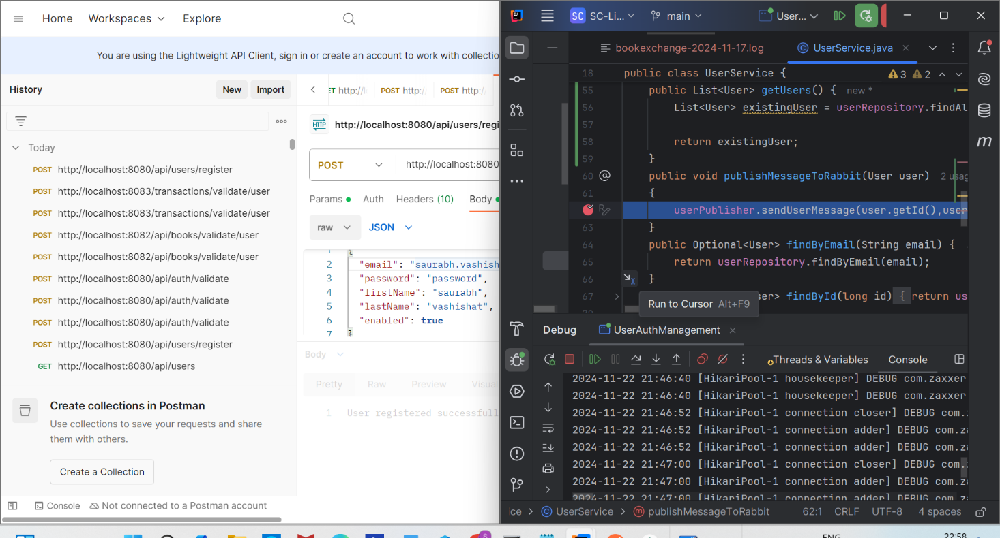 Home
Workspaces
Explore
You are using the Lightweight API Client, sign in or create an account to work with collectio
History
New
Import
Today
POST http://localhost:8080/api/users/register
POST http://localhost:8083/transactions/validate/user
POST http://localhost:8083/transactions/validate/user
POST http://localhost:8082/api/books/validate/user
POST http://localhost:8082/api/books/validate/user
POST http://localhost:8080/api/auth/validate
POST http://localhost:8080/api/auth/validate
POST http://localhost:8080/api/auth/validate
POST http://localhost:8080/api/users/register
GET http://localhost:8080/api/users
Create collections in Postman
Use collections to save your requests and share
them with others.
Create a Collection
Console
Not connected to a Postman account
ET http://
POST http:/
POST http:/
HTTP
http://localhost:8080/api/users/regi
POST
http://localhost:8080
Params
Auth
Headers (10)
Body
raw
JSON
1 {
2 "email": "saurabh.vashish
3 "password": "password",
4 "firstName": "saurabh",
5 "lastName": "vashishat",
6 "enabled": true
7 }
Body
Pretty
Raw
Preview
Visual
1 User registered successfull
SC SC-Li...
main
User...
bookexchange-2024-11-17.log
UserService.java
18 public class UserService {
3
2
55 public List<User> getUsers() { new *
56 List<User> existingUser = userRepository.findAl
57
58 return existingUser;
59 }
60 public void publishMessageToRabbit(User user) 2 usag
61 {
userPublisher.sendUserMessage(user.getId(),user
63 }
64 public Optional<User> findByEmail(String email) {
65 return userRepository.findByEmail(email);
66 }
67 er> findById(long id) { return us
Run to Cursor Alt+F9
Debug
UserAuthManagement
Threads & Variables
Console
2024-11-22 21:46:40 [HikariPool-1 housekeeper] DEBUG com.zaxxer
2024-11-22 21:46:40 [HikariPool-1 housekeeper] DEBUG com.zaxxer
2024-11-22 21:46:52 [HikariPool-1 connection closer] DEBUG com.
2024-11-22 21:46:52 [HikariPool-1 connection adder] DEBUG com.za
2024-11-22 21:46:52 [HikariPool-1 connection adder] DEBUG com.za
2024-11-22 21:47:00 [HikariPool-1 connection closer] DEBUG com.
2024-11-22 21:47:00 [HikariPool-1 connection adder] DEBUG com.za
2024-11-22 21:47:00 [HikariPool-1 connection adder] DEBUG com.za
ice > UserService > publishMessageToRabbit
62:1
CRLF
UTF-8
4 spaces
ENG
22:58